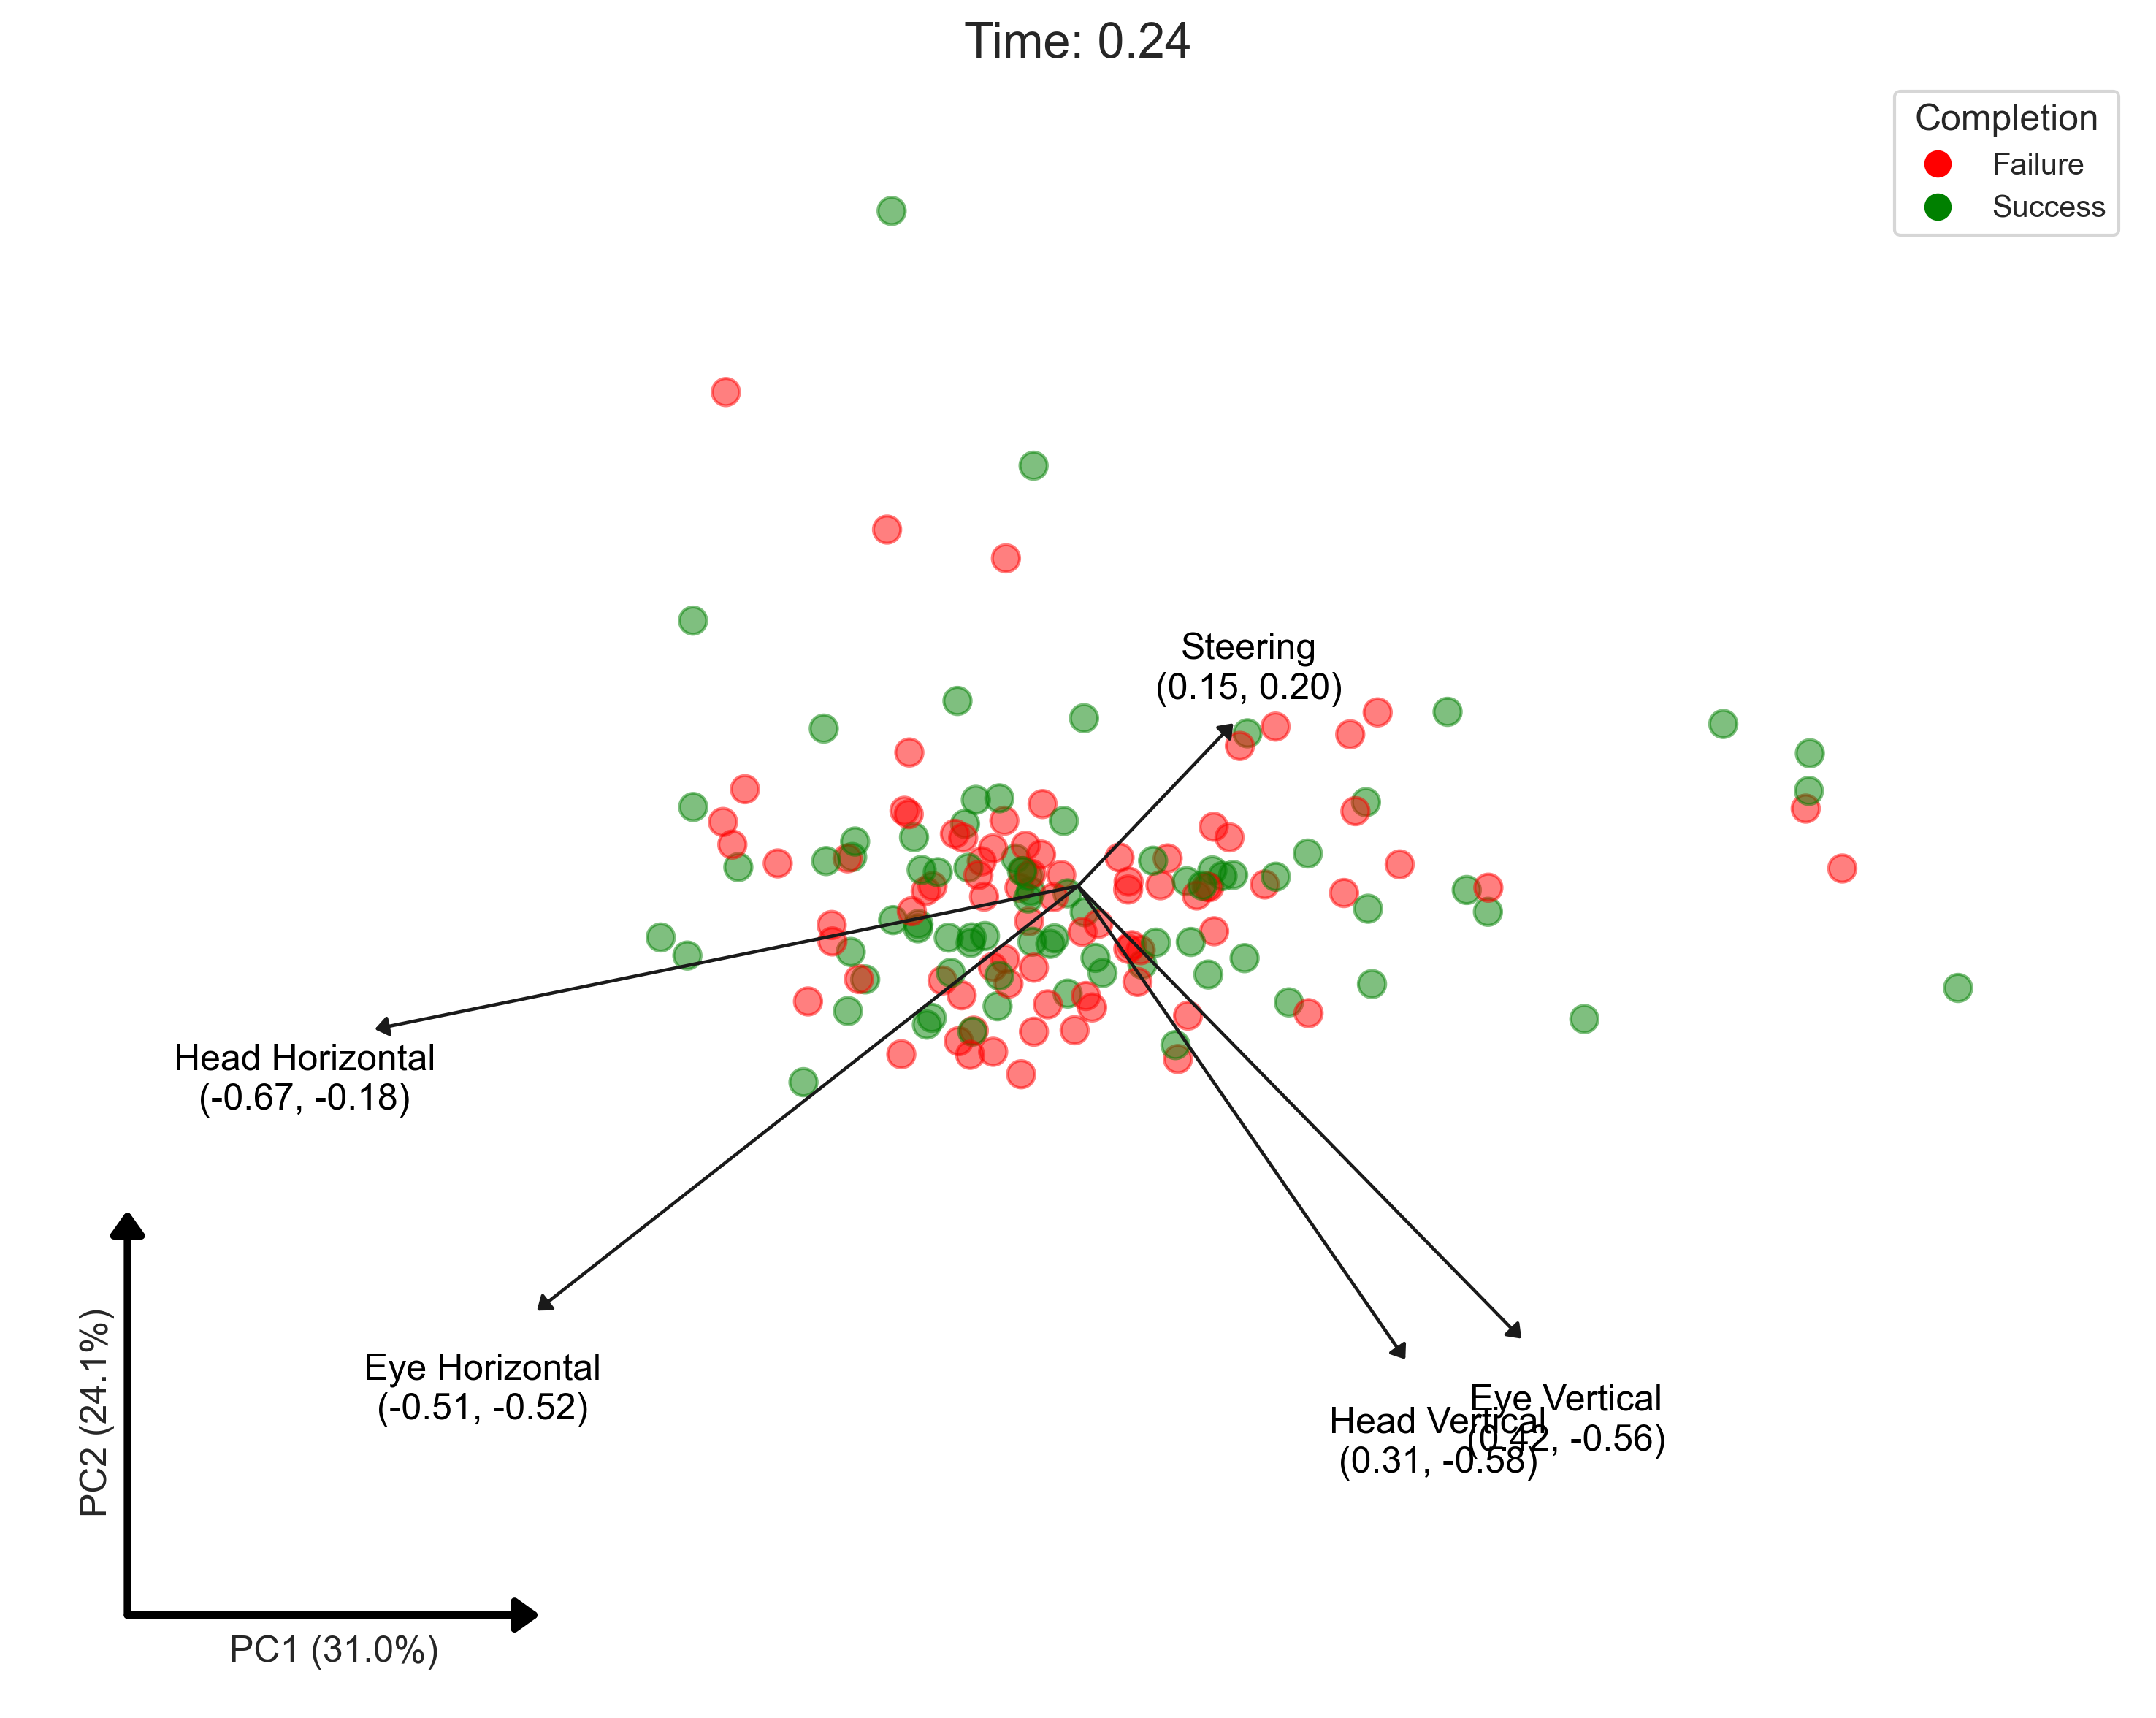 Time: 0.24
Completion
Failure
Success
Steering
(0.15, 0.20)
Head Horizontal
(-0.67, -0.18)
Eye Horizontal
(-0.51, -0.52)
Eye Vertical
(0.42, -0.56)
Head Vertical
(0.31, -0.58)
PC2 (24.1%)
PC1 (31.0%)